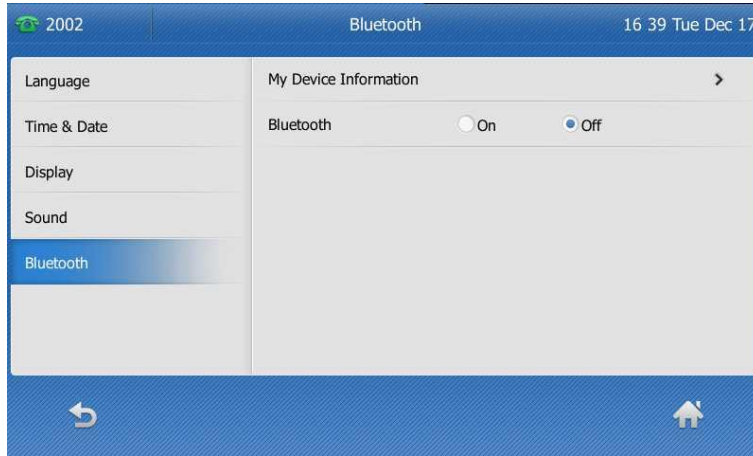 2002 Bluetooth 16 39 Tue Dec 17
Language
Time & Date
Display
Sound
Bluetooth
My Device Information
Bluetooth On Off